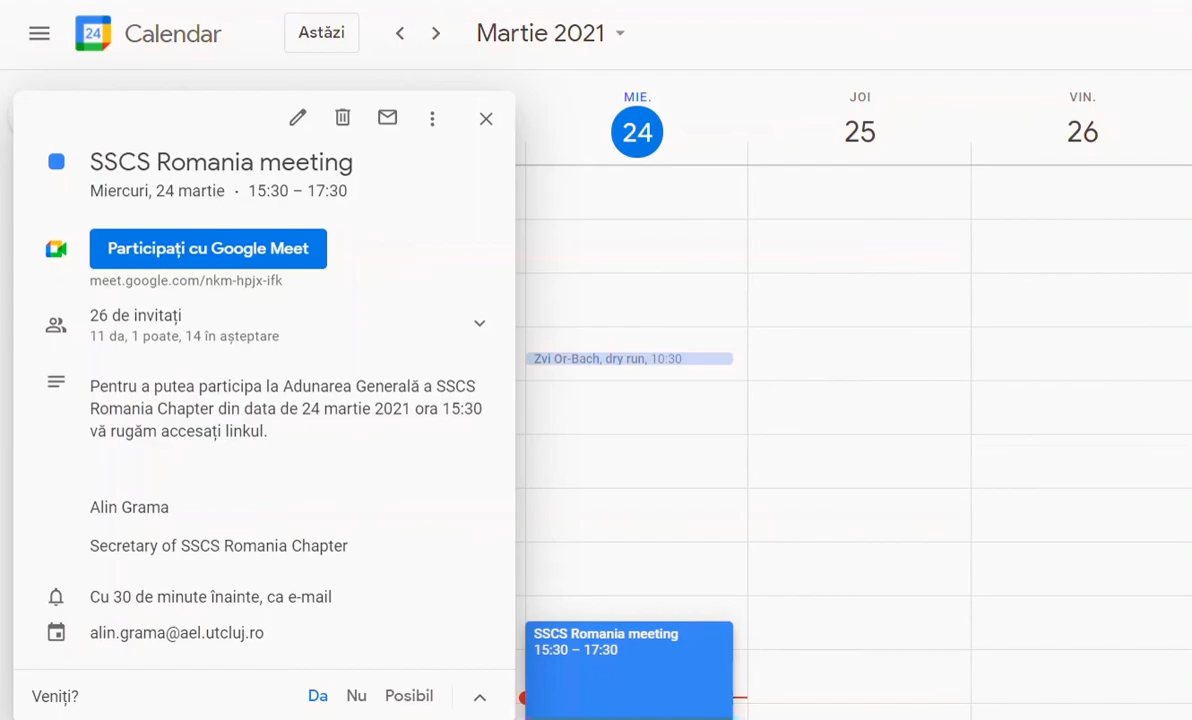 24 Calendar Astăzi Martie 2021
SSCS Romania meeting
Miercuri, 24 martie · 15:30 – 17:30
Participați cu Google Meet
meet.google.com/nkm-hpjx-ifk
26 de invitați
11 da, 1 poate, 14 în așteptare
Pentru a putea participa la Adunarea Generală a SSCS
Romania Chapter din data de 24 martie 2021 ora 15:30
vă rugăm accesați linkul.
Alin Grama
Secretary of SSCS Romania Chapter
Cu 30 de minute înainte, ca e-mail
alin.grama@ael.utcluj.ro
Veniți? Da Nu Posibil
MIE. JOI VIN.
24 25 26
Zvi Or-Bach, dry run, 10:30
SSCS Romania meeting
15:30 – 17:30